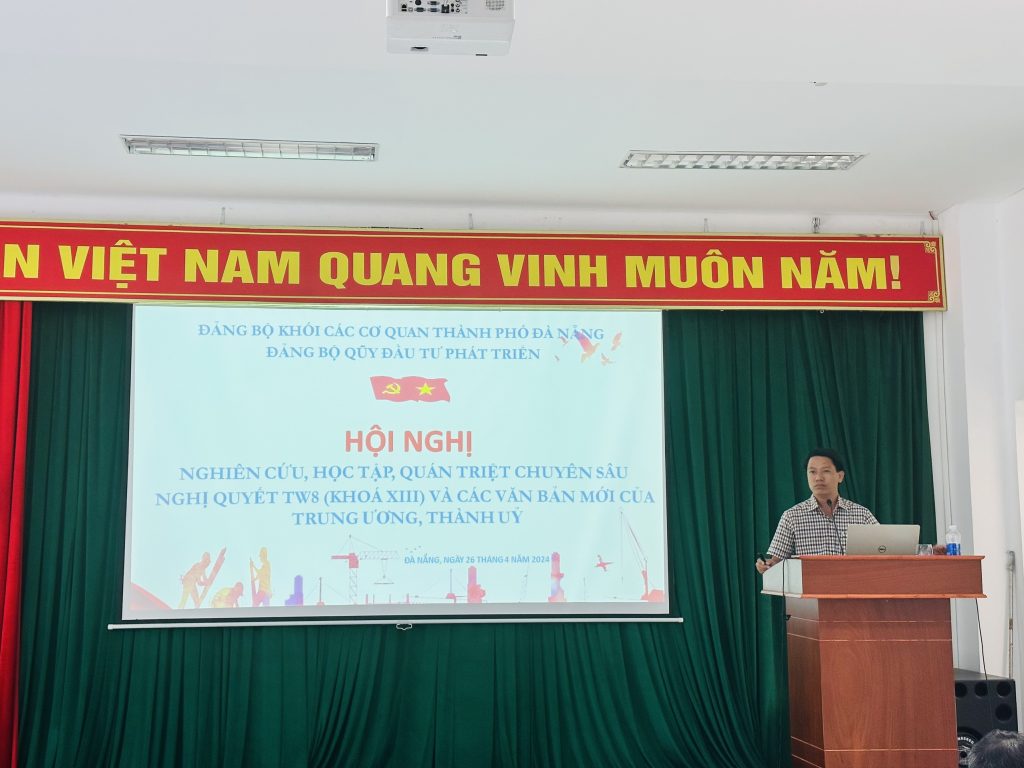 N VIỆT NAM QUANG VINH MUÔN NĂM!
ĐẢNG BỘ KHỐI CÁC CƠ QUAN THÀNH PHỐ ĐÀ NẴNG
ĐẢNG BỘ QŨY ĐẦU TƯ PHÁT TRIỂN
HỘI NGHỊ
NGHIÊN CỨU, HỌC TẬP, QUÁN TRIỆT CHUYÊN SÂU
NGHỊ QUYẾT TW8 (KHOÁ XIII) VÀ CÁC VĂN BẢN MỚI CỦA
TRUNG ƯƠNG, THÀNH UỶ
ĐÀ NẴNG, NGÀY 26 THÁNG 4 NĂM 2024
DELL